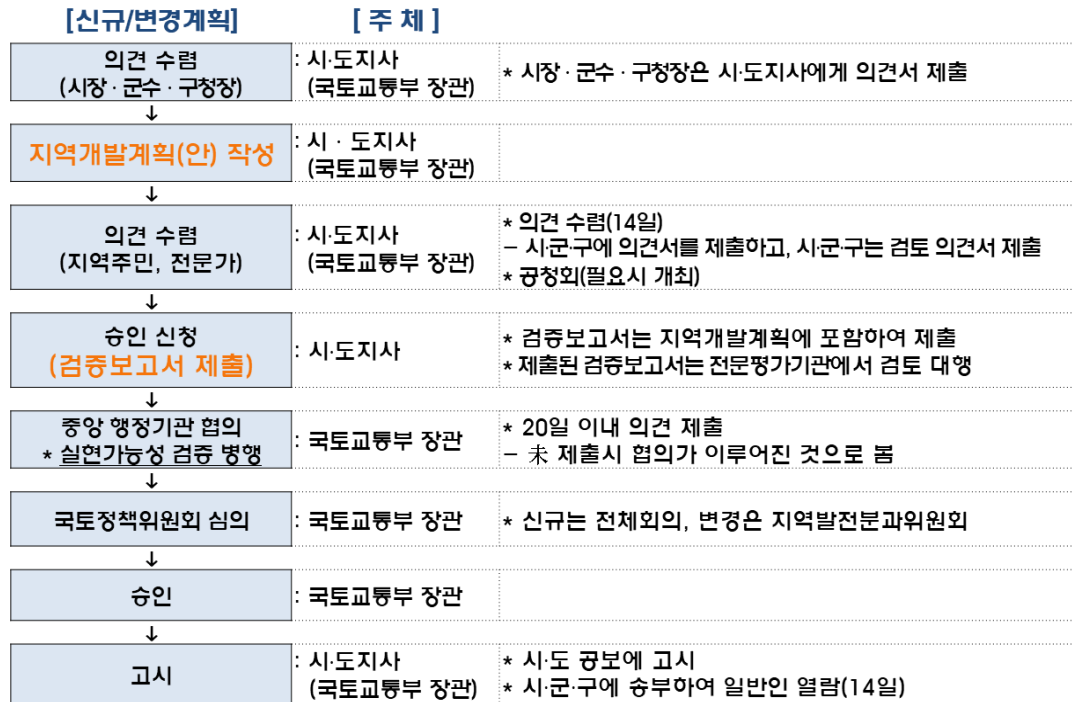 [신규/변경계획] [ 주 체 ]
의견 수렴
(시장 · 군수 · 구청장)
: 시·도지사
(국토교통부 장관)
* 시장 · 군수 · 구청장은 시·도지사에게 의견서 제출
↓
지역개발계획(안) 작성
: 시 · 도지사
(국토교통부 장관)
↓
의견 수렴
(지역주민, 전문가)
: 시·도지사
(국토교통부 장관)
* 의견 수렴(14일)
– 시·군·구에 의견서를 제출하고, 시·군·구는 검토 의견서 제출
* 공청회(필요시 개최)
↓
승인 신청
(검증보고서 제출)
: 시·도지사
* 검증보고서는 지역개발계획에 포함하여 제출
* 제출된 검증보고서는 전문평가기관에서 검토 대행
↓
중앙 행정기관 협의
* 실현가능성 검증 병행
: 국토교통부 장관
* 20일 이내 의견 제출
– 未 제출시 협의가 이루어진 것으로 봄
↓
국토정책위원회 심의
: 국토교통부 장관
* 신규는 전체회의, 변경은 지역발전분과위원회
↓
승인
: 국토교통부 장관
↓
고시
: 시·도지사
(국토교통부 장관)
* 시·도 공보에 고시
* 시·군·구에 송부하여 일반인 열람(14일)